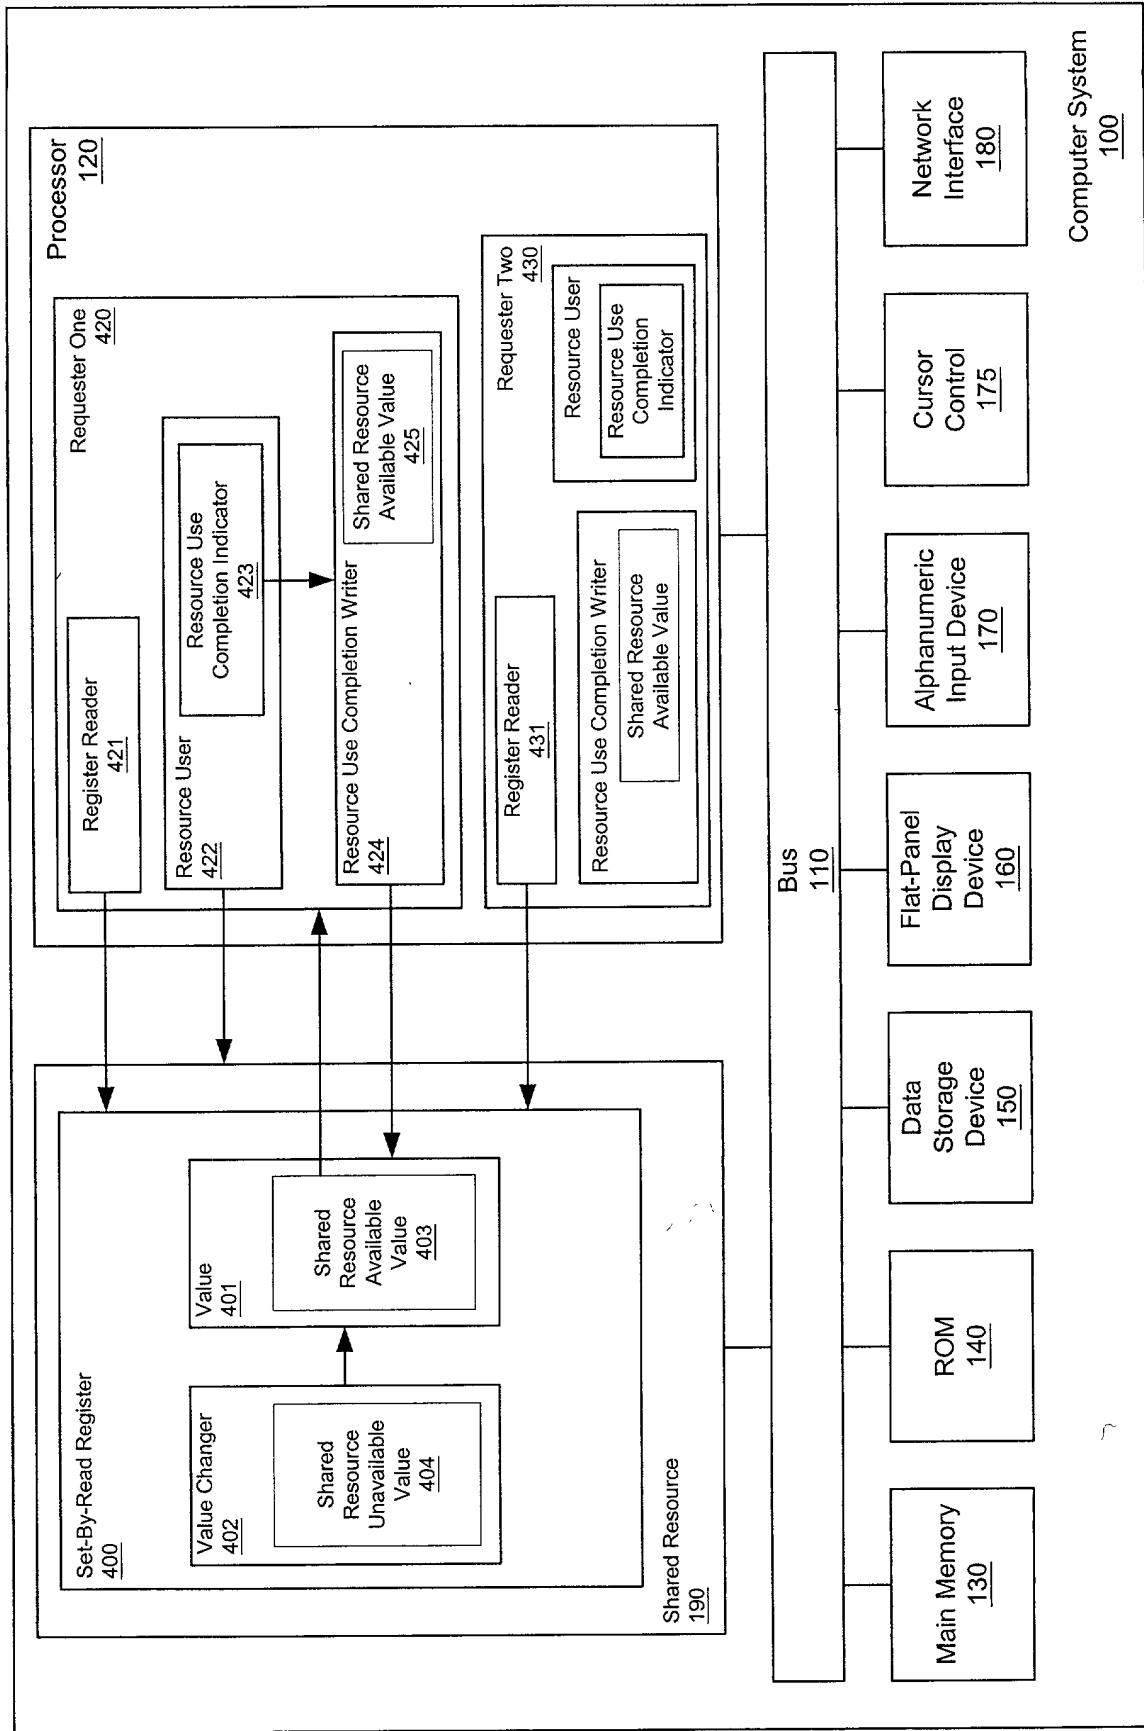 Set-By-Read Register
400
Value Changer
402
Shared
Resource
Unavailable
Value
404
Value
401
Shared
Resource
Available
Value
403
Shared Resource
190
Processor
120
Requester One
420
Register Reader
421
Resource User
422
Resource Use
Completion Indicator
423
Resource Use Completion Writer
424
Shared Resource
Available Value
425
Requester Two
430
Register Reader
431
Resource Use Completion Writer
Shared Resource
Available Value
Resource User
Resource Use
Completion
Indicator
Bus
110
Main Memory
130
ROM
140
Data
Storage
Device
150
Flat-Panel
Display
Device
160
Alphanumeric
Input Device
170
Cursor
Control
175
Network
Interface
180
Computer System
100